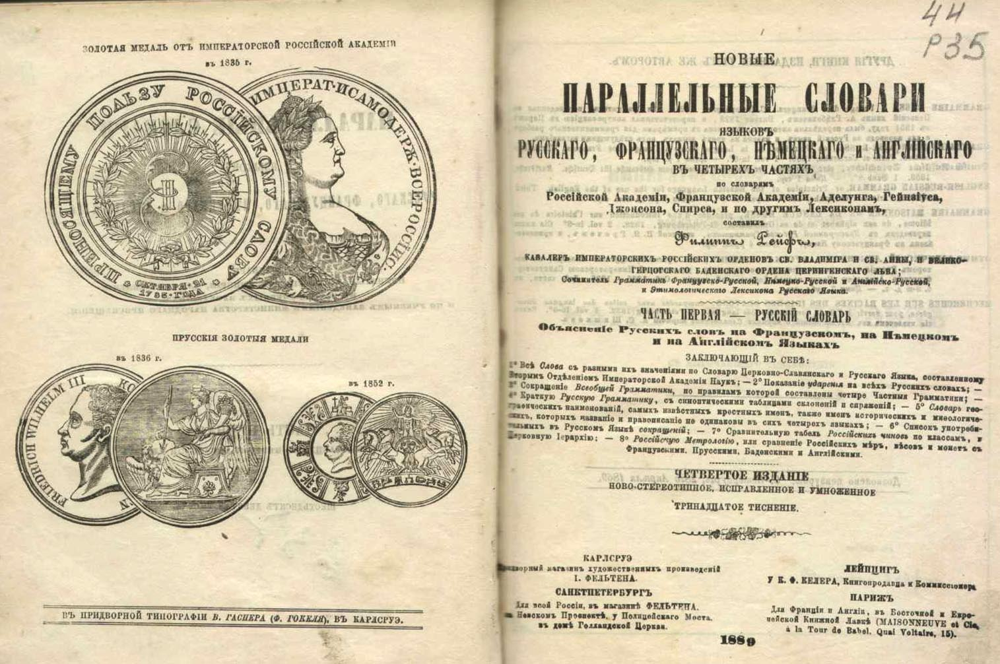 ЗОЛОТАЯ МЕДАЛЬ ОТЪ ИМПЕРАТОРСКОЙ РОССІЙСКОЙ АКАДЕМІИ
въ 1835 г.
ПРИНОСЯЩЕМУ ПОЛЬЗУ РОССІЙСКОМУ СЛОВУ
ОКТЯБРЯ·21
ГОДА
ИМПЕРАТ·ИСАМОДЕРЖ·ВСЕРОССІЙС·
ПРУССКІЯ ЗОЛОТЫЯ МЕДАЛИ
въ 1836 г.
въ 1852 г.
FRIEDRICH WILHELM III
ВЪ ПРИДВОРНОЙ ТИПОГРАФІИ В. ГАСПЕРА (Ф. ГОКЕЛЯ), ВЪ КАРЛСРУЭ.
44
Р35
НОВЫЕ
ПАРАЛЛЕЛЬНЫЕ СЛОВАРИ
ЯЗЫКОВЪ
РУССКАГО, ФРАНЦУЗСКАГО, НѢМЕЦКАГО и АНГЛІЙСКАГО
ВЪ ЧЕТЫРЕХЪ ЧАСТЯХЪ,
по словарямъ
Россійской Академіи, Французской Академіи, Аделунга, Гейнзіуса,
Джонсона, Спирса, и по другимъ Лексиконамъ,
составилъ
Филиппъ Рейфъ,
КАВАЛЕРЪ ИМПЕРАТОРСКИХЪ РОССІЙСКИХЪ ОРДЕНОВЪ СВ. ВЛАДИМІРА И СВ. АННЫ, И ВЕЛИКО-
ГЕРЦОГСКАГО БАДЕНСКАГО ОРДЕНА ЦЕРИНГЕНСКАГО ЛЬВА;
Сочинитель Грамматикъ Французско-Русской, Нѣмецко-Русской и Англійско-Русской,
и Этимологическаго Лексикона Русскаго Языка.
ЧАСТЬ ПЕРВАЯ — РУССКІЙ СЛОВАРЬ
Объясненіе Русскихъ словъ на Французскомъ, на Нѣмецкомъ
и на Англійскомъ Языкахъ
ЗАКЛЮЧАЮЩІЙ ВЪ СЕБѢ:
1° Всѣ Слова съ разными ихъ значеніями по Словарю Церковно-Славянскаго и Русскаго Языка, составленному
Вторымъ Отдѣленіемъ Императорской Академіи Наукъ; — 2° Показаніе ударенія на всѣхъ Русскихъ словахъ; —
3° Сокращеніе Всеобщей Грамматики, по правиламъ которой составлены четыре Частныя Грамматики; —
4° Краткую Русскую Грамматику, съ синоптическими таблицами склоненій и спряженій; — 5° Словарь гео-
графическихъ наименованій, самыхъ извѣстныхъ крестныхъ именъ, также именъ историческихъ и миѳологиче-
скихъ, которыхъ названіе и правописаніе не одинаковы въ сихъ четырехъ языкахъ; — 6° Списокъ употреби-
тельныхъ въ Русскомъ Языкѣ сокращеній; — 7° Сравнительную табель Россійскихъ чиновъ по классамъ, и
Церковную Іерархію; — 8° Россійскую Метрологію, или сравненіе Россійскихъ мѣръ, вѣсовъ и монетъ съ
Французскими, Прусскими, Баденскими и Англійскими.
ЧЕТВЕРТОЕ ИЗДАНІЕ
НОВО-СТЕРЕОТИПНОЕ, ИСПРАВЛЕННОЕ И УМНОЖЕННОЕ
ТРИНАДЦАТОЕ ТИСНЕНІЕ.
КАРЛСРУЭ
Придворный магазинъ художественныхъ произведеній
І. ФЕЛЬТЕНА.
САНКТПЕТЕРБУРГЪ
Для всей Россіи, въ магазинѣ ФЕЛЬТЕНА,
на Невскомъ Проспектѣ, у Полицейскаго Моста,
въ домѣ Голландской Церкви.
ЛЕЙПЦИГЪ
У К. Ф. КЕЛЕРА, Книгопродавца и Коммиссіонера
ПАРИЖЪ
Для Франціи и Англіи, въ Восточной и Евро-
пейской Книжной Лавкѣ (MAISONNEUVE et Cie,
à la Tour de Babel, Quai Voltaire, 15).
1889